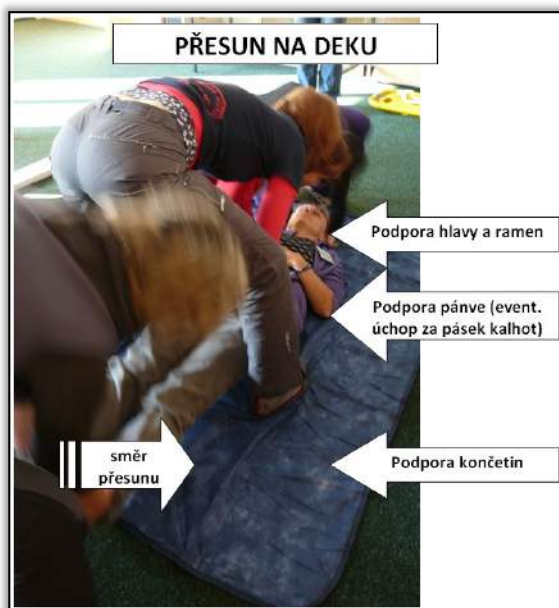 PŘESUN NA DEKU
Podpora hlavy a ramen
Podpora pánve (event.
úchop za pásek kalhot)
směr
přesunu
Podpora končetin